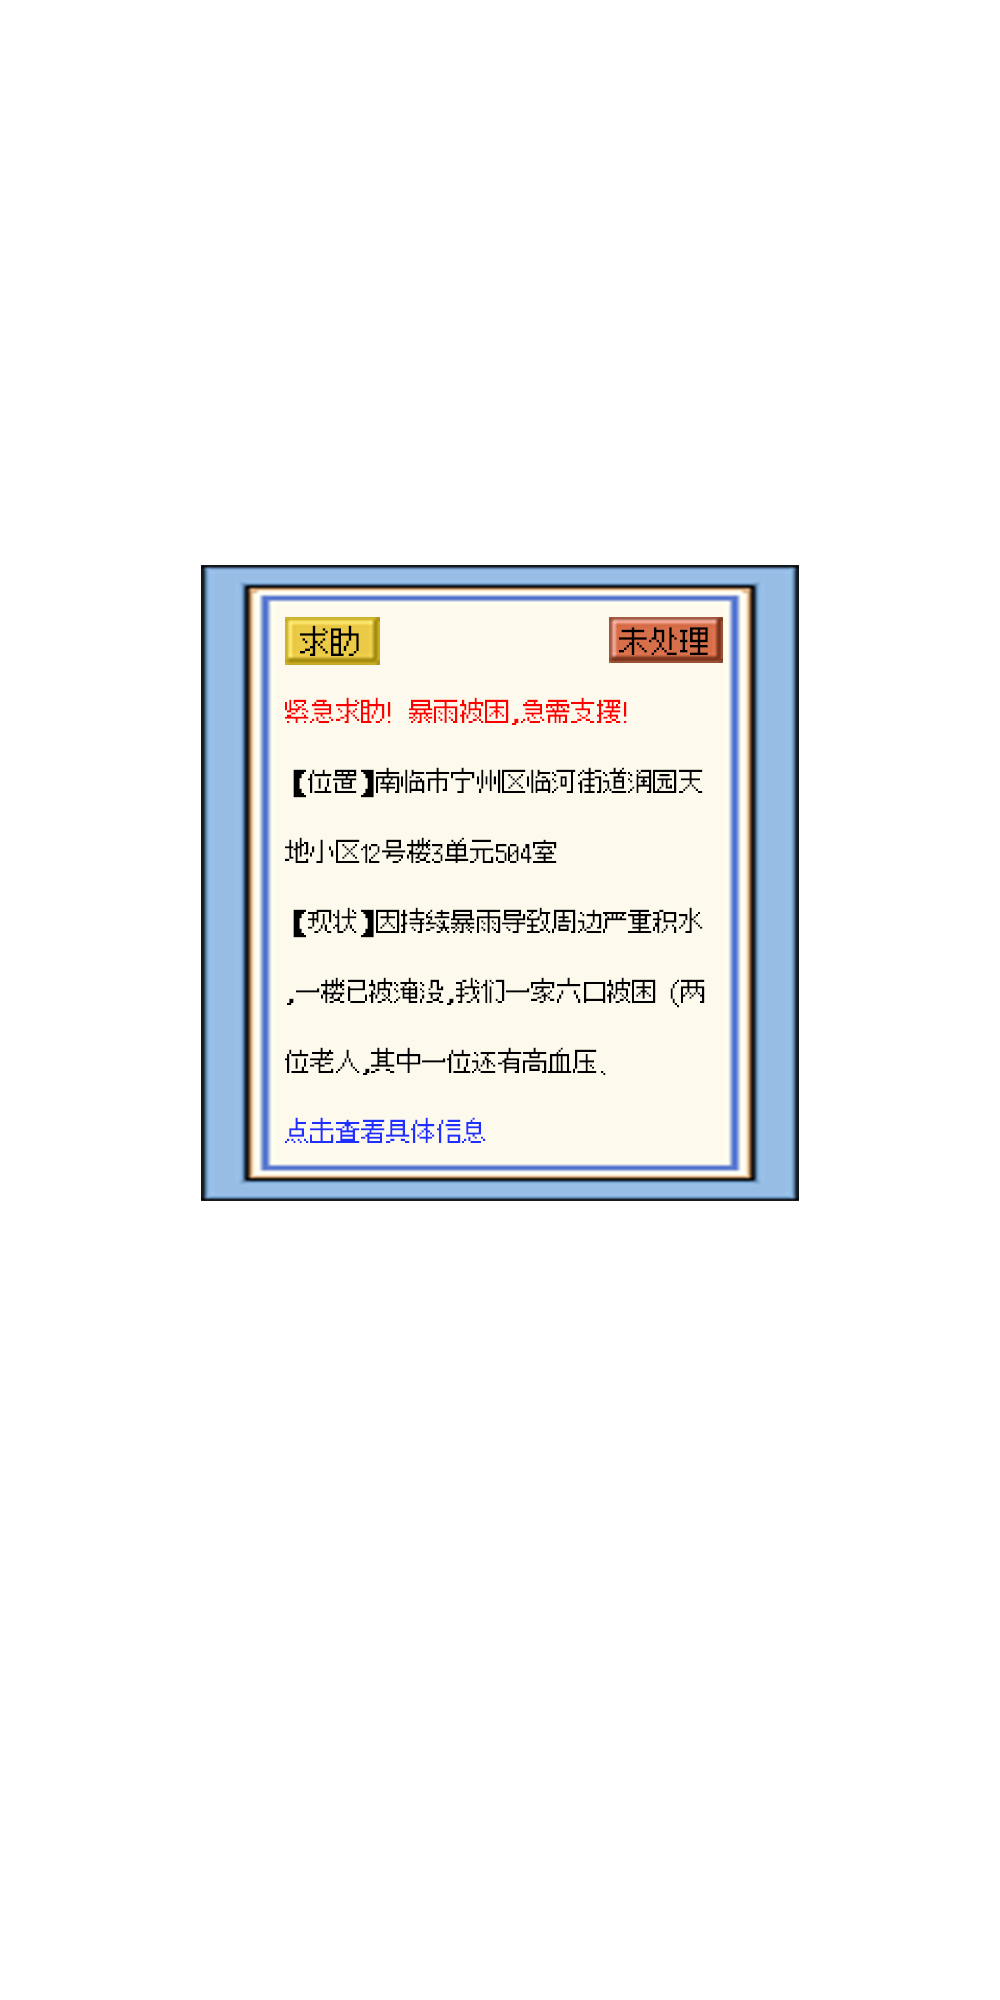 求助
未处理
紧急求助! 暴雨被困,急需支援!
【位置】南临市宁州区临河街道润园天
地小区12号楼3单元504室
【现状】因持续暴雨导致周边严重积水
,一楼已被淹没,我们一家六口被困 (两
位老人,其中一位还有高血压、
点击查看具体信息